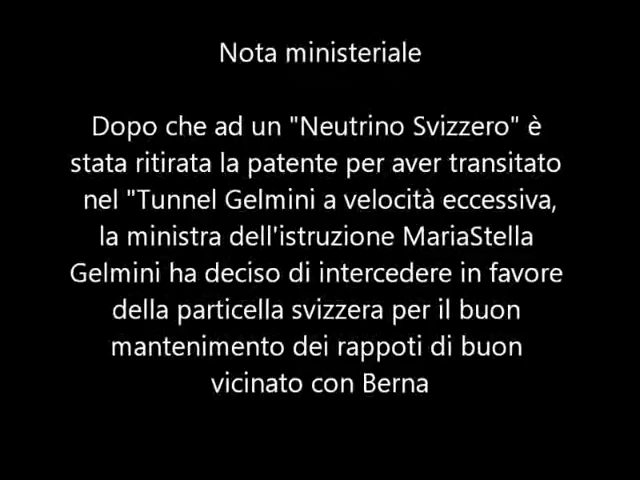 Nota ministeriale
Dopo che ad un "Neutrino Svizzero" è
stata ritirata la patente per aver transitato
nel "Tunnel Gelmini a velocità eccessiva,
la ministra dell'istruzione MariaStella
Gelmini ha deciso di intercedere in favore
della particella svizzera per il buon
mantenimento dei rappoti di buon
vicinato con Berna